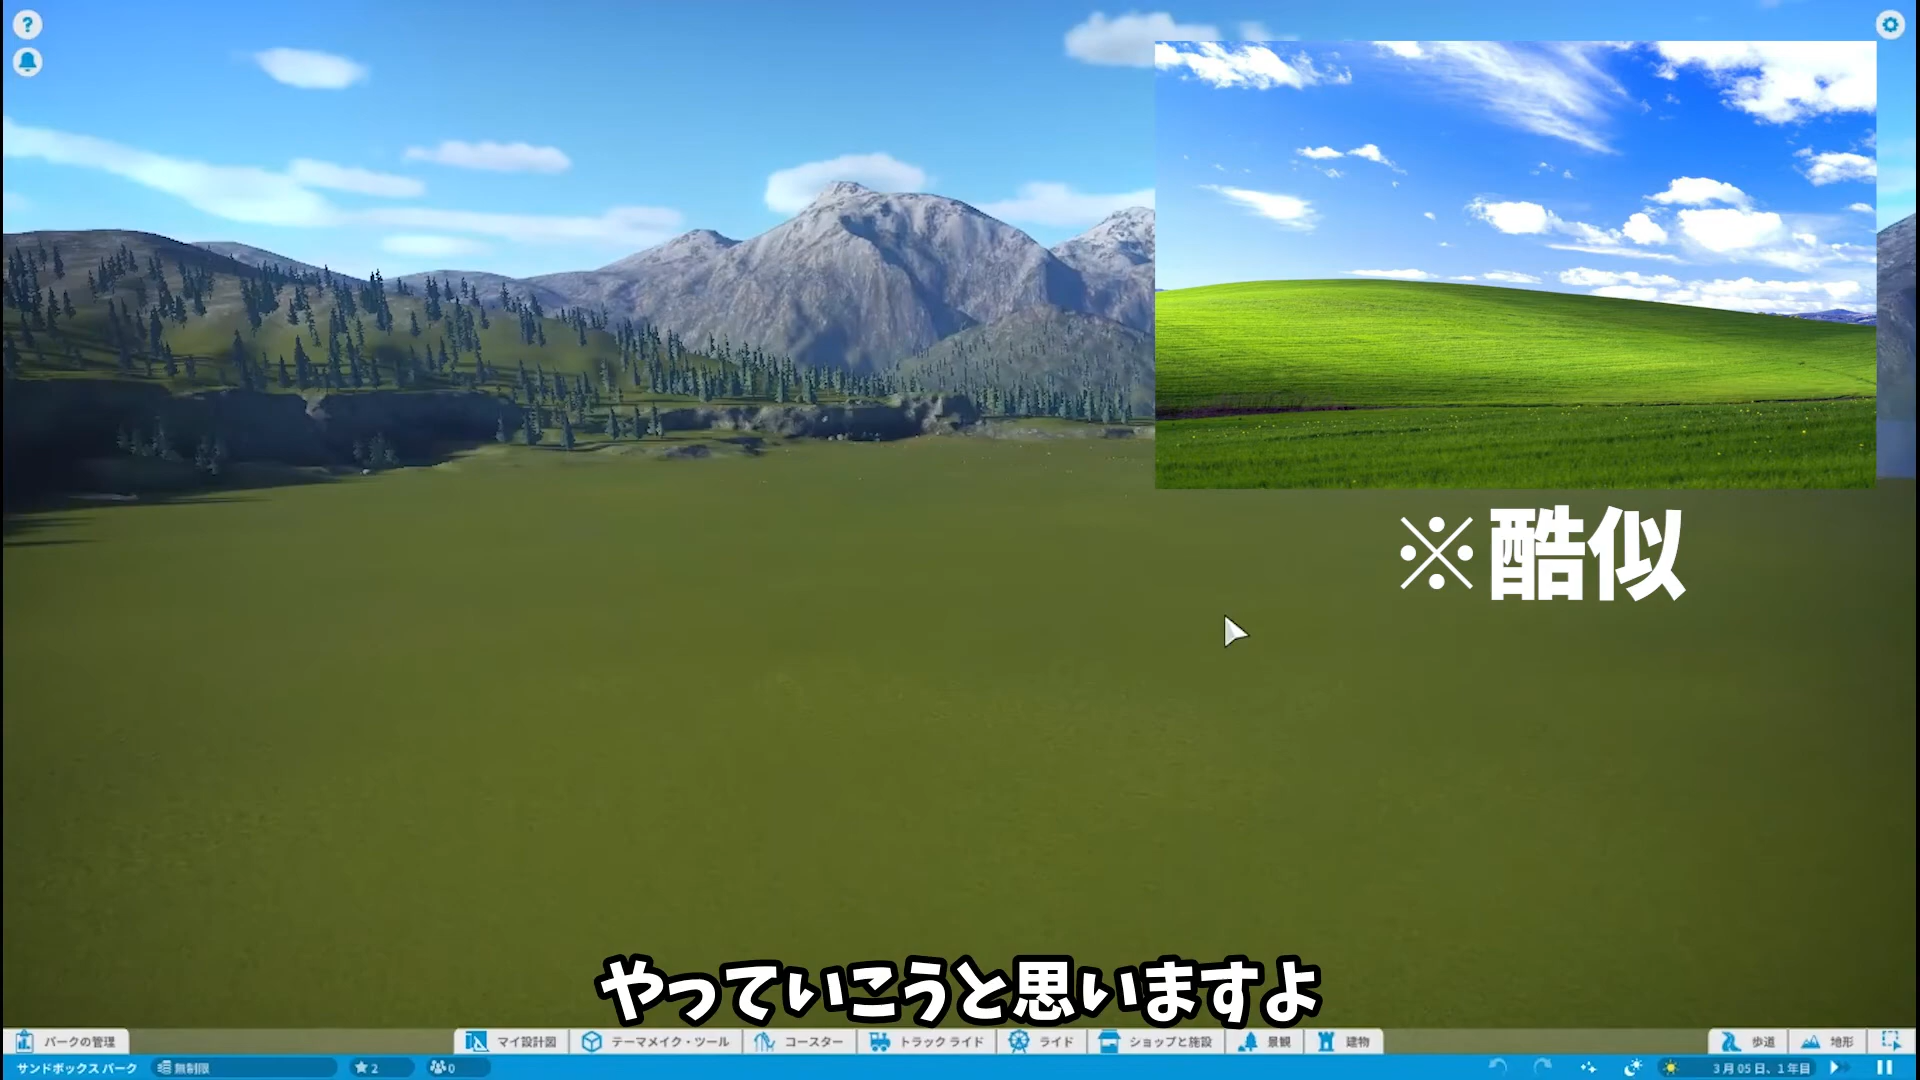 ?
※酷似
やっていこうと思いますよ
パークの管理
マイ設計図
テーマメイク・ツール
コースター
トラックライド
ライド
ショップと施設
景観
建物
歩道
地形
サンドボックスパーク
無制限
2
0
3月05日、1年目